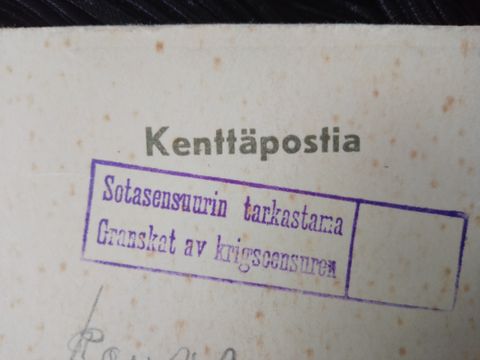 Kenttäpostia
Sotasensuurin tarkastama
Granskat av krigscensuren